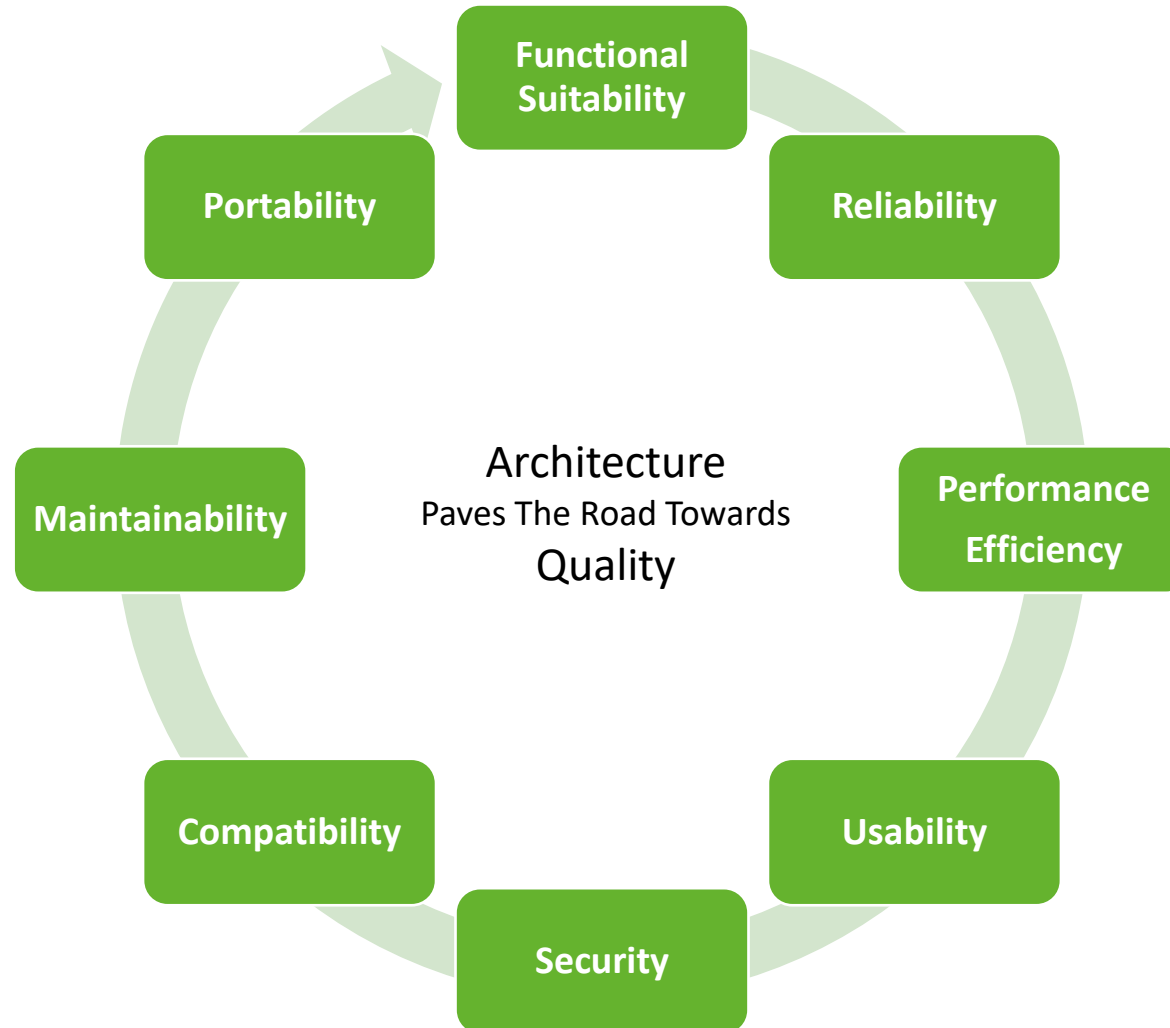 Functional
Suitability
Reliability
Performance
Efficiency
Usability
Security
Compatibility
Maintainability
Portability
Architecture
Paves The Road Towards
Quality